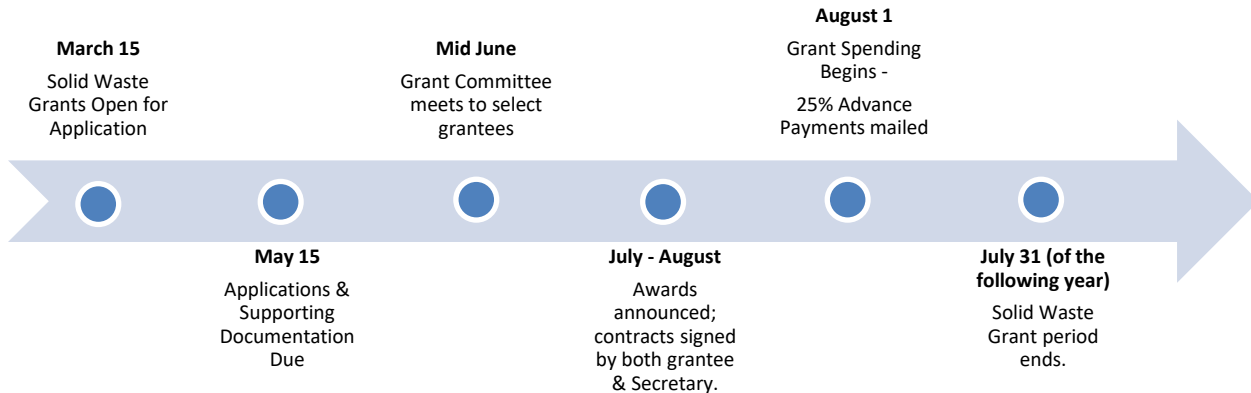 March 15
Solid Waste
Grants Open for
Application
May 15
Applications &
Supporting
Documentation
Due
Mid June
Grant Committee
meets to select
grantees
July - August
Awards
announced;
contracts signed
by both grantee
& Secretary.
August 1
Grant Spending
Begins -
25% Advance
Payments mailed
July 31 (of the
following year)
Solid Waste
Grant period
ends.